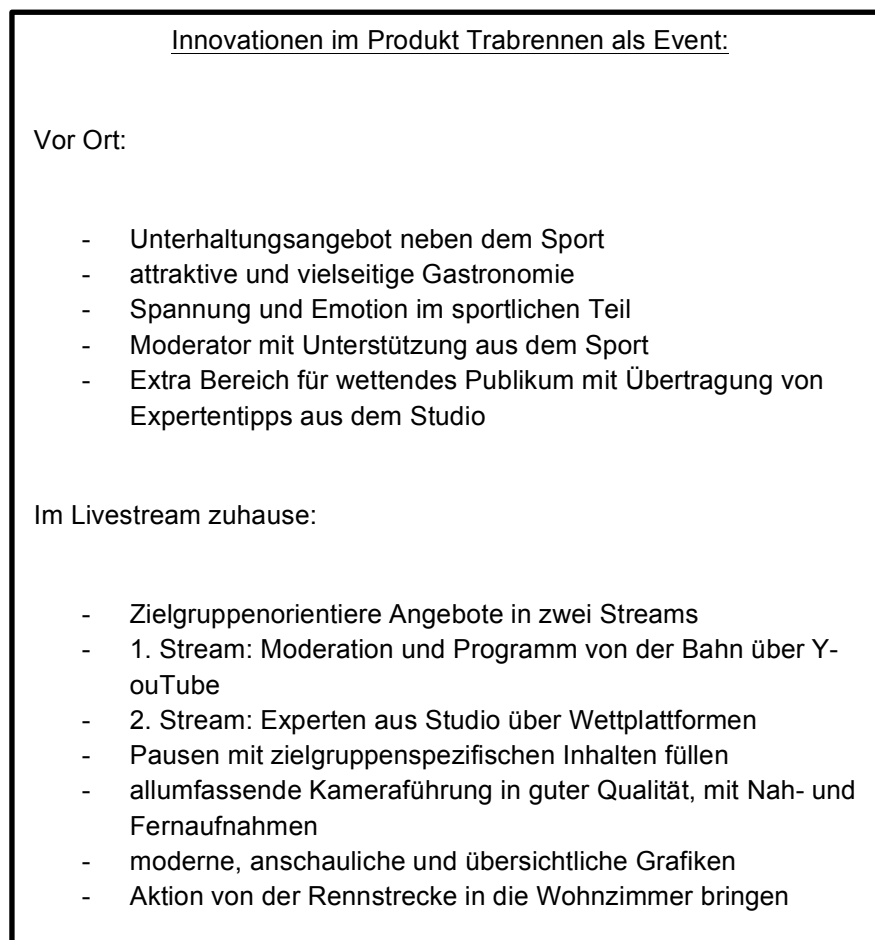 Innovationen im Produkt Trabrennen als Event:
Vor Ort:
- Unterhaltungsangebot neben dem Sport
- attraktive und vielseitige Gastronomie
- Spannung und Emotion im sportlichen Teil
- Moderator mit Unterstützung aus dem Sport
- Extra Bereich für wettendes Publikum mit Übertragung von
Expertentipps aus dem Studio
Im Livestream zuhause:
- Zielgruppenorientiere Angebote in zwei Streams
- 1. Stream: Moderation und Programm von der Bahn über Y-
ouTube
- 2. Stream: Experten aus Studio über Wettplattformen
- Pausen mit zielgruppenspezifischen Inhalten füllen
- allumfassende Kameraführung in guter Qualität, mit Nah- und
Fernaufnahmen
- moderne, anschauliche und übersichtliche Grafiken
- Aktion von der Rennstrecke in die Wohnzimmer bringen